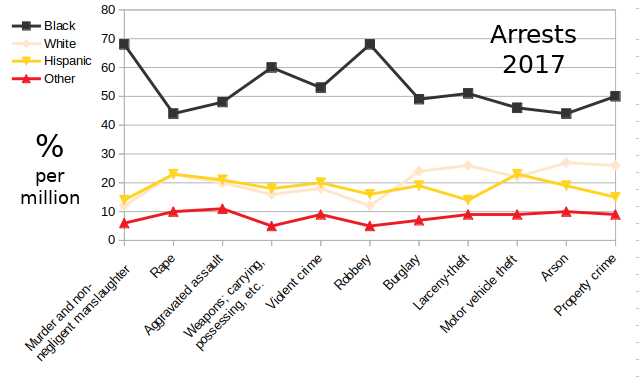 Black
White
Hispanic
Other
%
per
million
Arrests
2017
80
70
60
50
40
30
20
10
0
Murder and non-
negligent manslaughter
Rape
Aggravated assault
Weapons; carrying,
possessing, etc.
Violent crime
Robbery
Burglary
Larceny-theft
Motor vehicle theft
Arson
Property crime